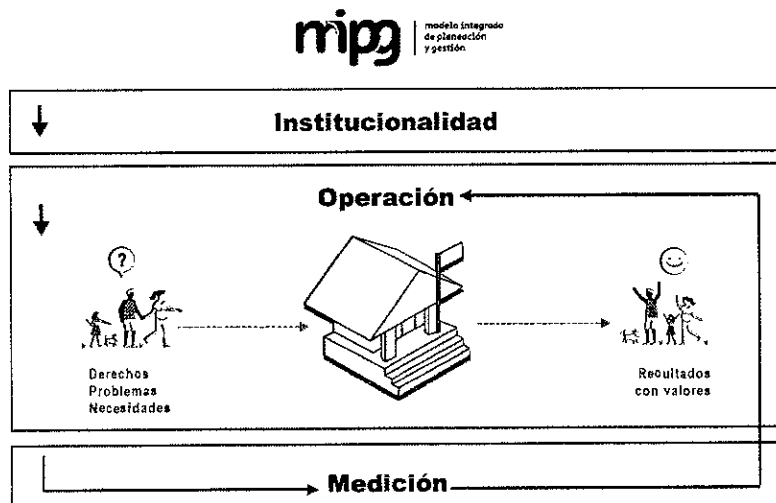 mipg
modelo integrado
de planeación
y gestión
Institucionalidad
Operación
?
Derechos
Problemas
Necesidades
Resultados
con valores
Medición